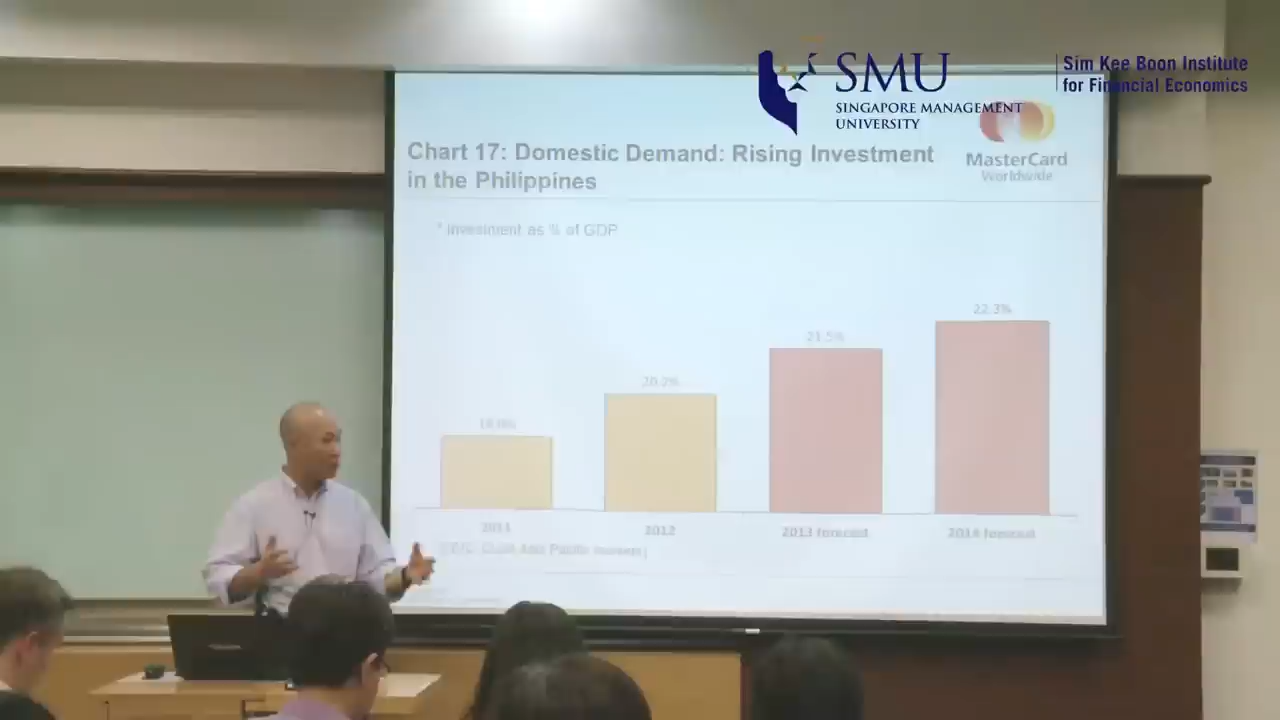 SMU
SINGAPORE MANAGEMENT
UNIVERSITY
Sim Kee Boon Institute
for Financial Economics
MasterCard
Worldwide
Chart 17: Domestic Demand: Rising Investment
in the Philippines
* Investment as % of GDP
20.2%
21.5%
22.3%
2011
2012
2013 forecast
2014 forecast